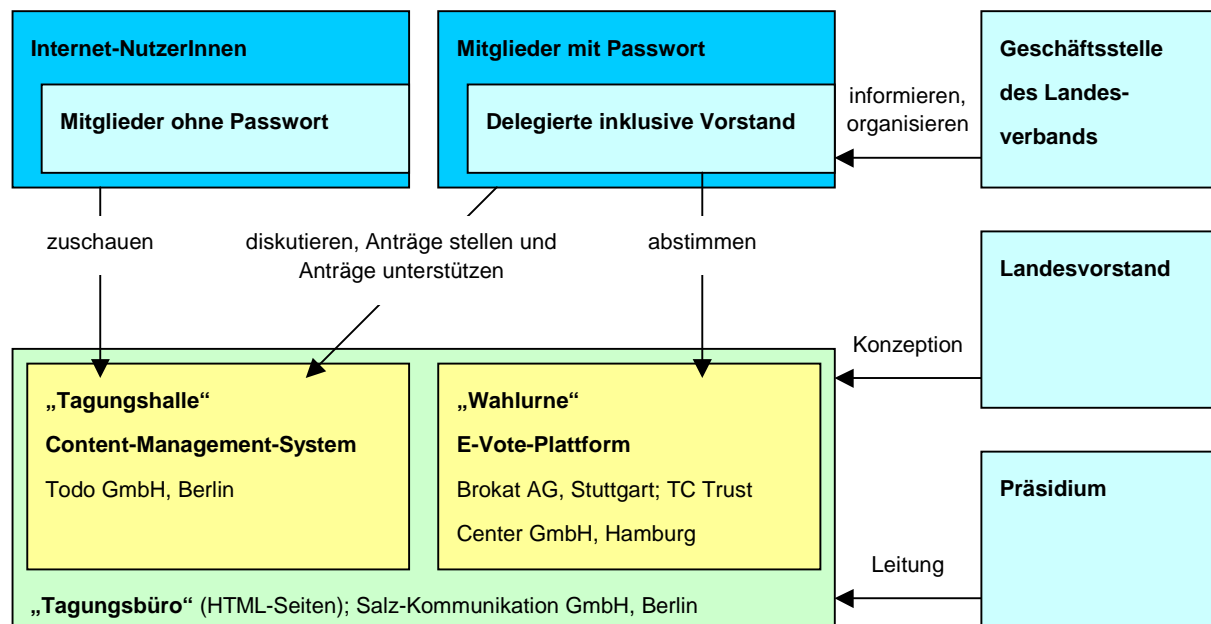 Internet-NutzerInnen
Mitglieder ohne Passwort
Mitglieder mit Passwort
Delegierte inklusive Vorstand
informieren,
organisieren
Geschäftsstelle
des Landes-
verbands
zuschauen
diskutieren, Anträge stellen und
Anträge unterstützen
abstimmen
Landesvorstand
Konzeption
„Tagungshalle“
Content-Management-System
Todo GmbH, Berlin
„Wahlurne“
E-Vote-Plattform
Brokat AG, Stuttgart; TC Trust
Center GmbH, Hamburg
Präsidium
Leitung
„Tagungsbüro“ (HTML-Seiten); Salz-Kommunikation GmbH, Berlin